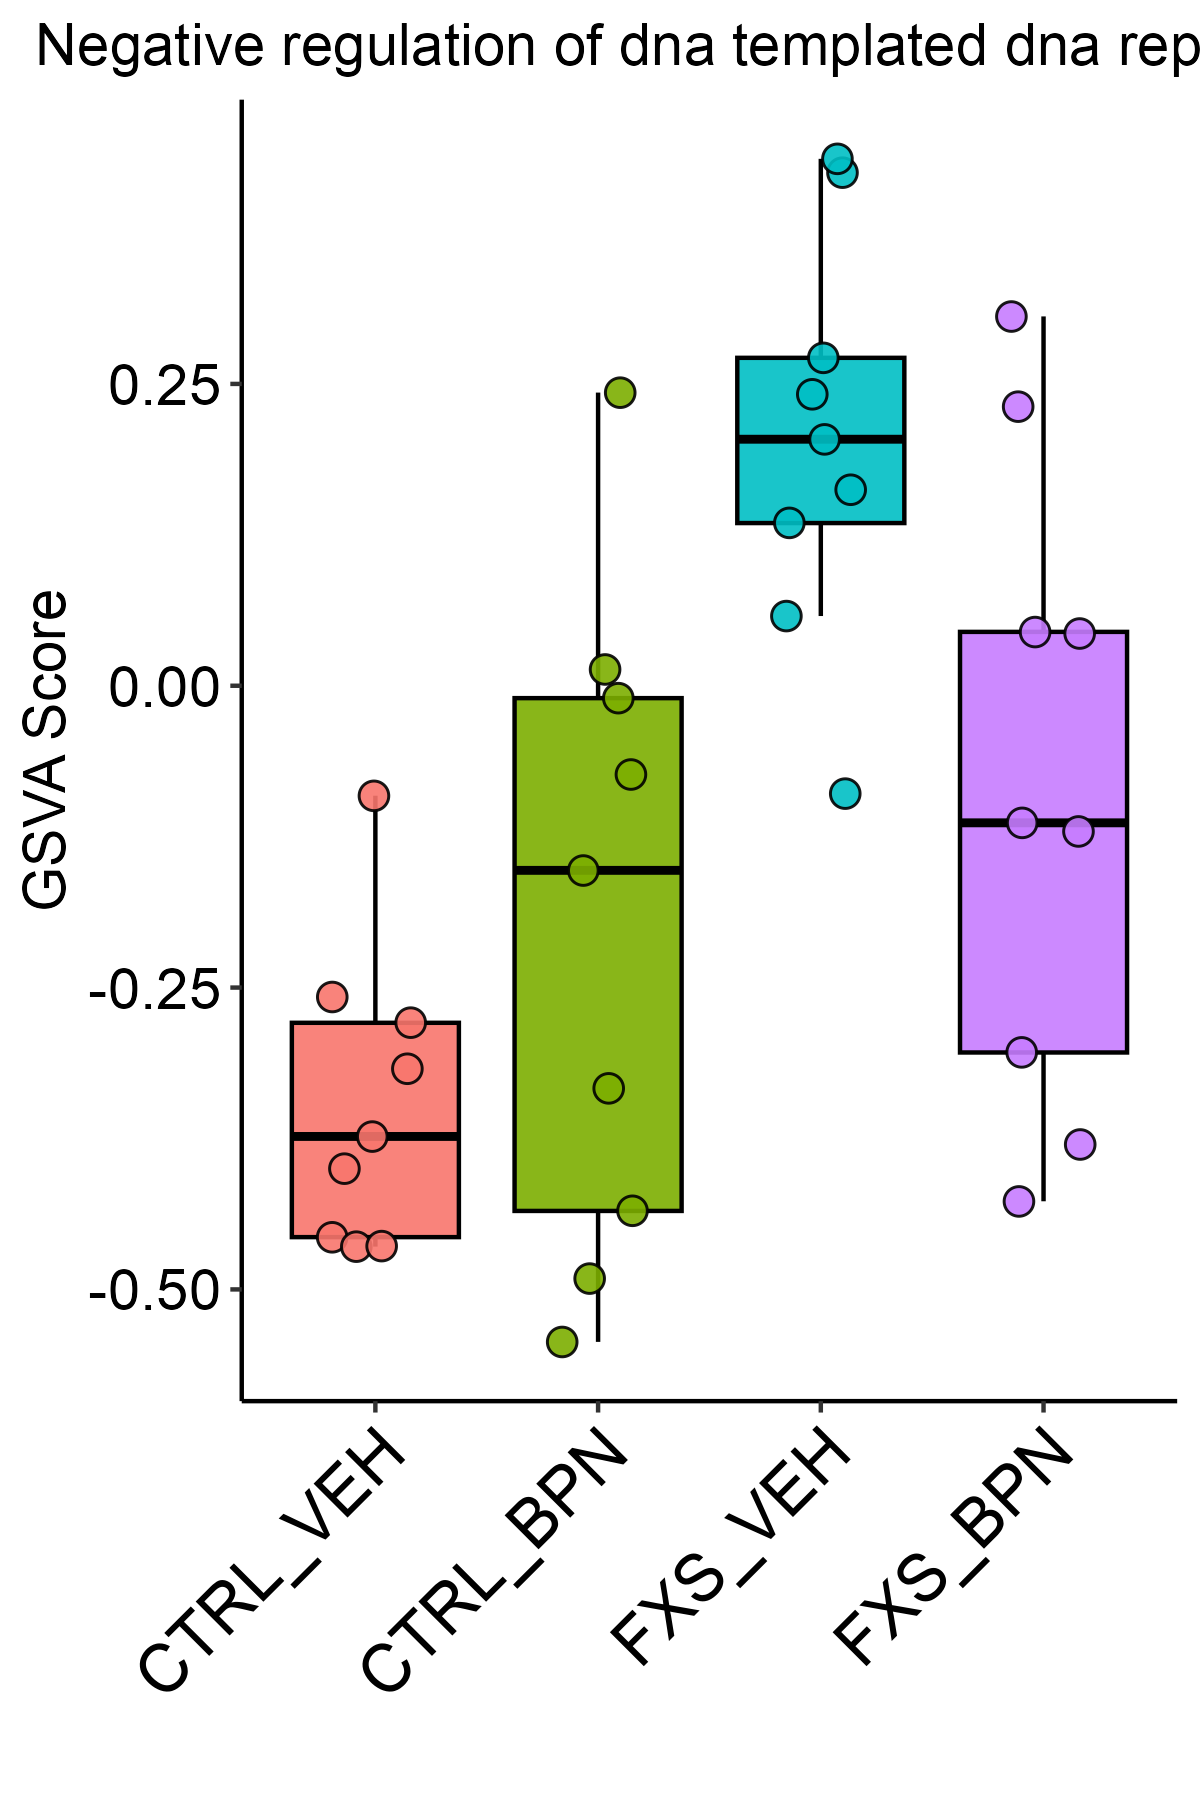 Negative regulation of dna templated dna rep
GSVA Score
0.25
0.00
-0.25
-0.50
CTRL_VEH
CTRL_BPN
FXS_VEH
FXS_BPN